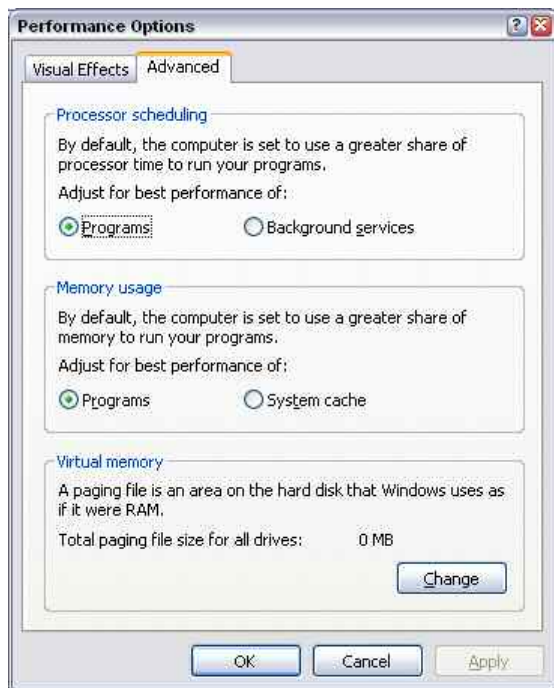 Performance Options
Visual Effects
Advanced
Processor scheduling
By default, the computer is set to use a greater share of
processor time to run your programs.
Adjust for best performance of:
Programs
Background services
Memory usage
By default, the computer is set to use a greater share of
memory to run your programs.
Adjust for best performance of:
Programs
System cache
Virtual memory
A paging file is an area on the hard disk that Windows uses as
if it were RAM.
Total paging file size for all drives: 0 MB
Change
OK
Cancel
Apply